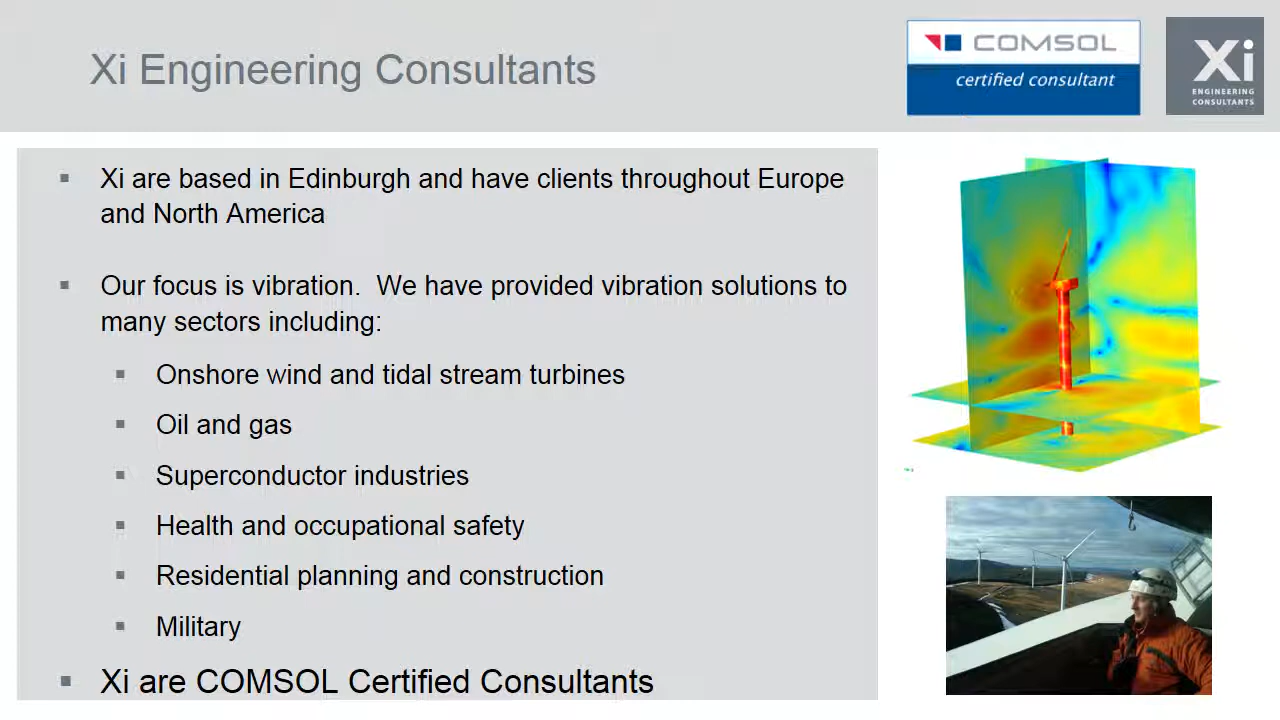 Xi Engineering Consultants
COMSOL
certified consultant
Xi
ENGINEERING
CONSULTANTS
▪ Xi are based in Edinburgh and have clients throughout Europe
and North America
▪ Our focus is vibration. We have provided vibration solutions to
many sectors including:
▪ Onshore wind and tidal stream turbines
▪ Oil and gas
▪ Superconductor industries
▪ Health and occupational safety
▪ Residential planning and construction
▪ Military
▪ Xi are COMSOL Certified Consultants